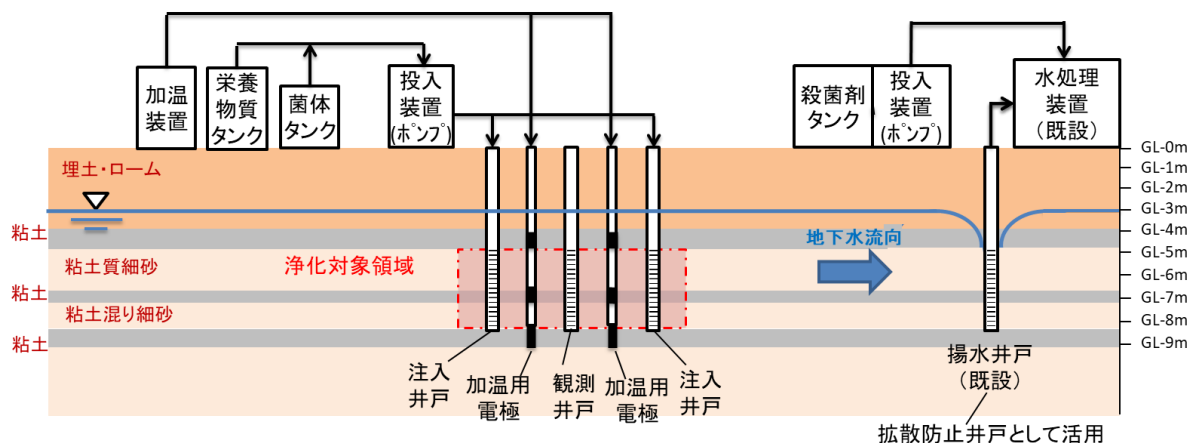 加温
装置
栄養
物質
タンク
菌体
タンク
投入
装置
(ﾎﾟﾝﾌﾟ)
殺菌剤
タンク
投入
装置
(ﾎﾟﾝﾌﾟ)
水処理
装置
(既設)
GL-0m
GL-1m
GL-2m
GL-3m
GL-4m
GL-5m
GL-6m
GL-7m
GL-8m
GL-9m
埋土・ローム
粘土
粘土質細砂
粘土
粘土混り細砂
粘土
浄化対象領域
地下水流向
注入
井戸
加温用
電極
観測
井戸
加温用
電極
注入
井戸
揚水井戸
(既設)
拡散防止井戸として活用